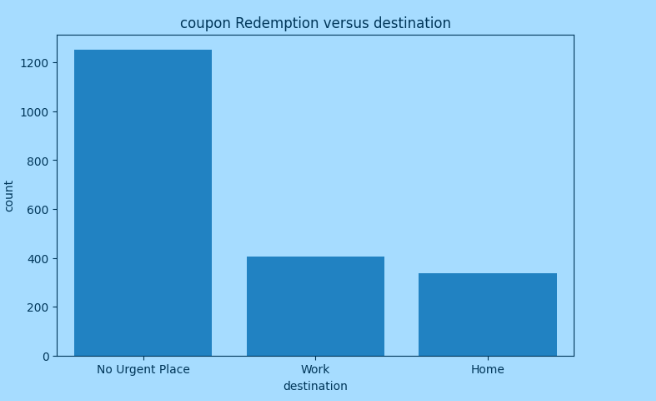 coupon Redemption versus destination
1200
1000
800
600
400
200
0
count
No Urgent Place
Work
Home
destination